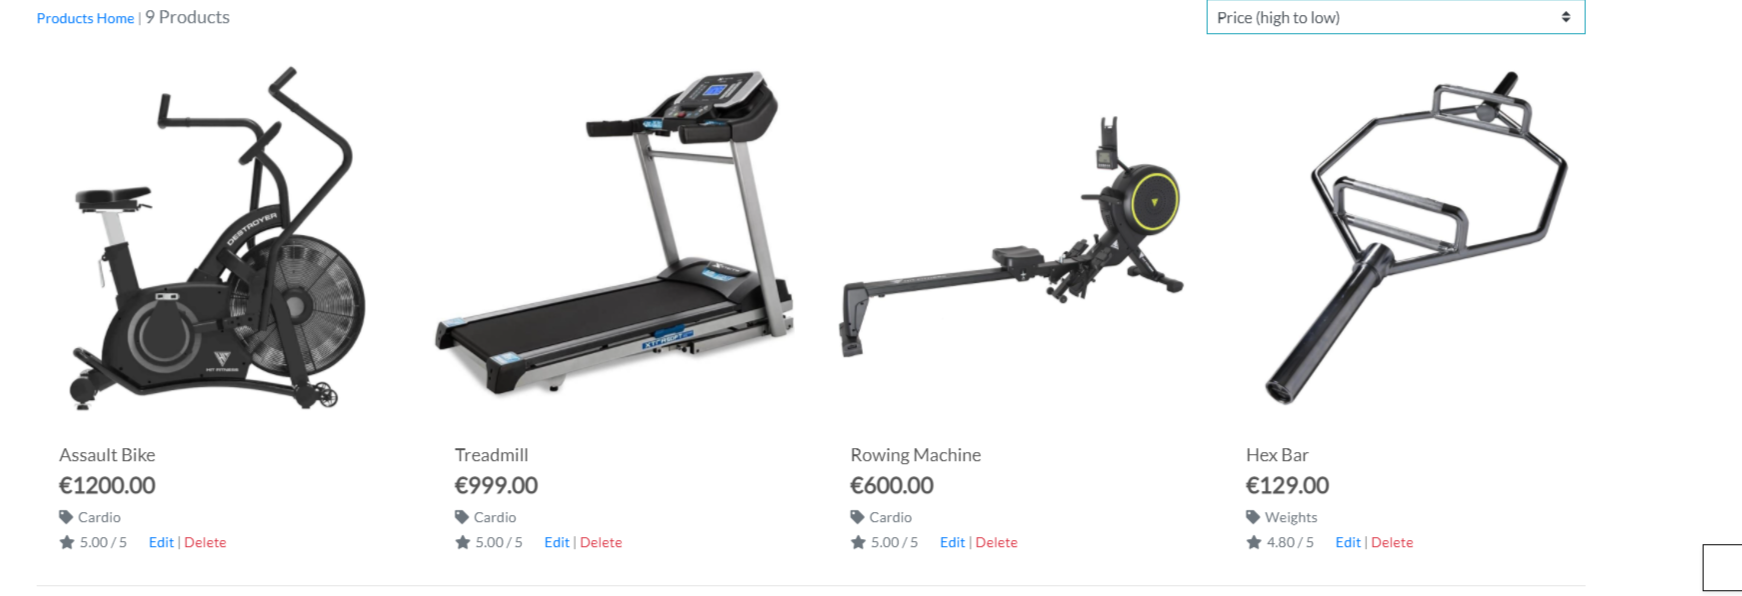 Products Home | 9 Products
Price (high to low)
DESTROYER
Assault Bike
€1200.00
Cardio
5.00 / 5 Edit | Delete
Treadmill
€999.00
Cardio
5.00 / 5 Edit | Delete
Rowing Machine
€600.00
Cardio
5.00 / 5 Edit | Delete
Hex Bar
€129.00
Weights
4.80 / 5 Edit | Delete